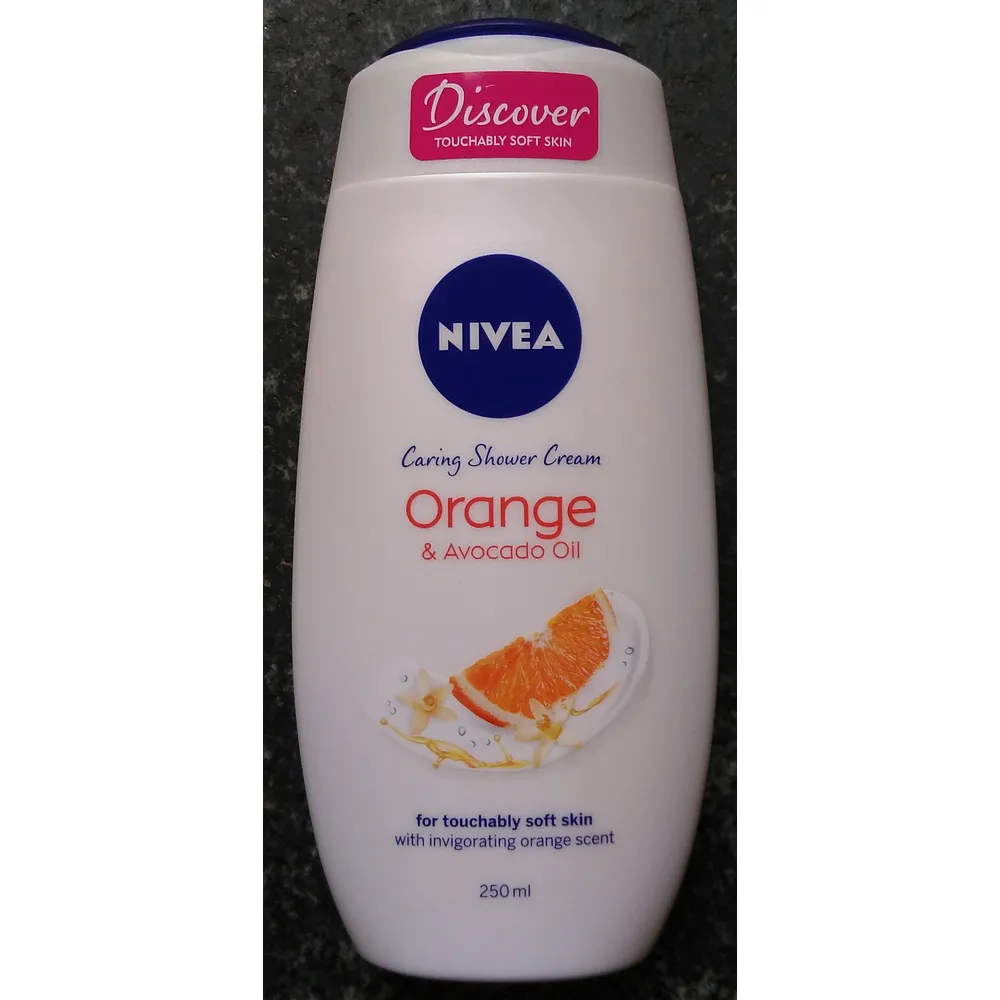 Discover
TOUCHABLY SOFT SKIN
NIVEA
Caring Shower Cream
Orange
& Avocado Oil
for touchably soft skin
with invigorating orange scent
250 ml